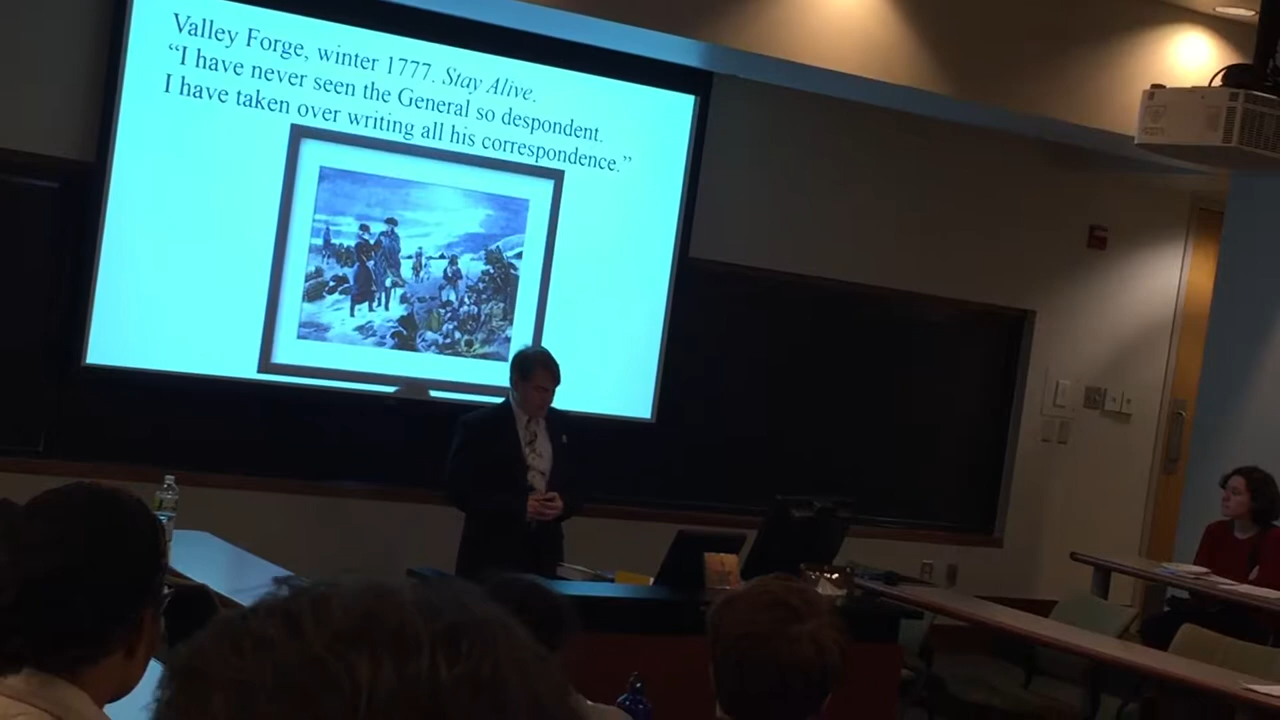 Valley Forge, winter 1777. Stay Alive.
“I have never seen the General so despondent.
I have taken over writing all his correspondence.”